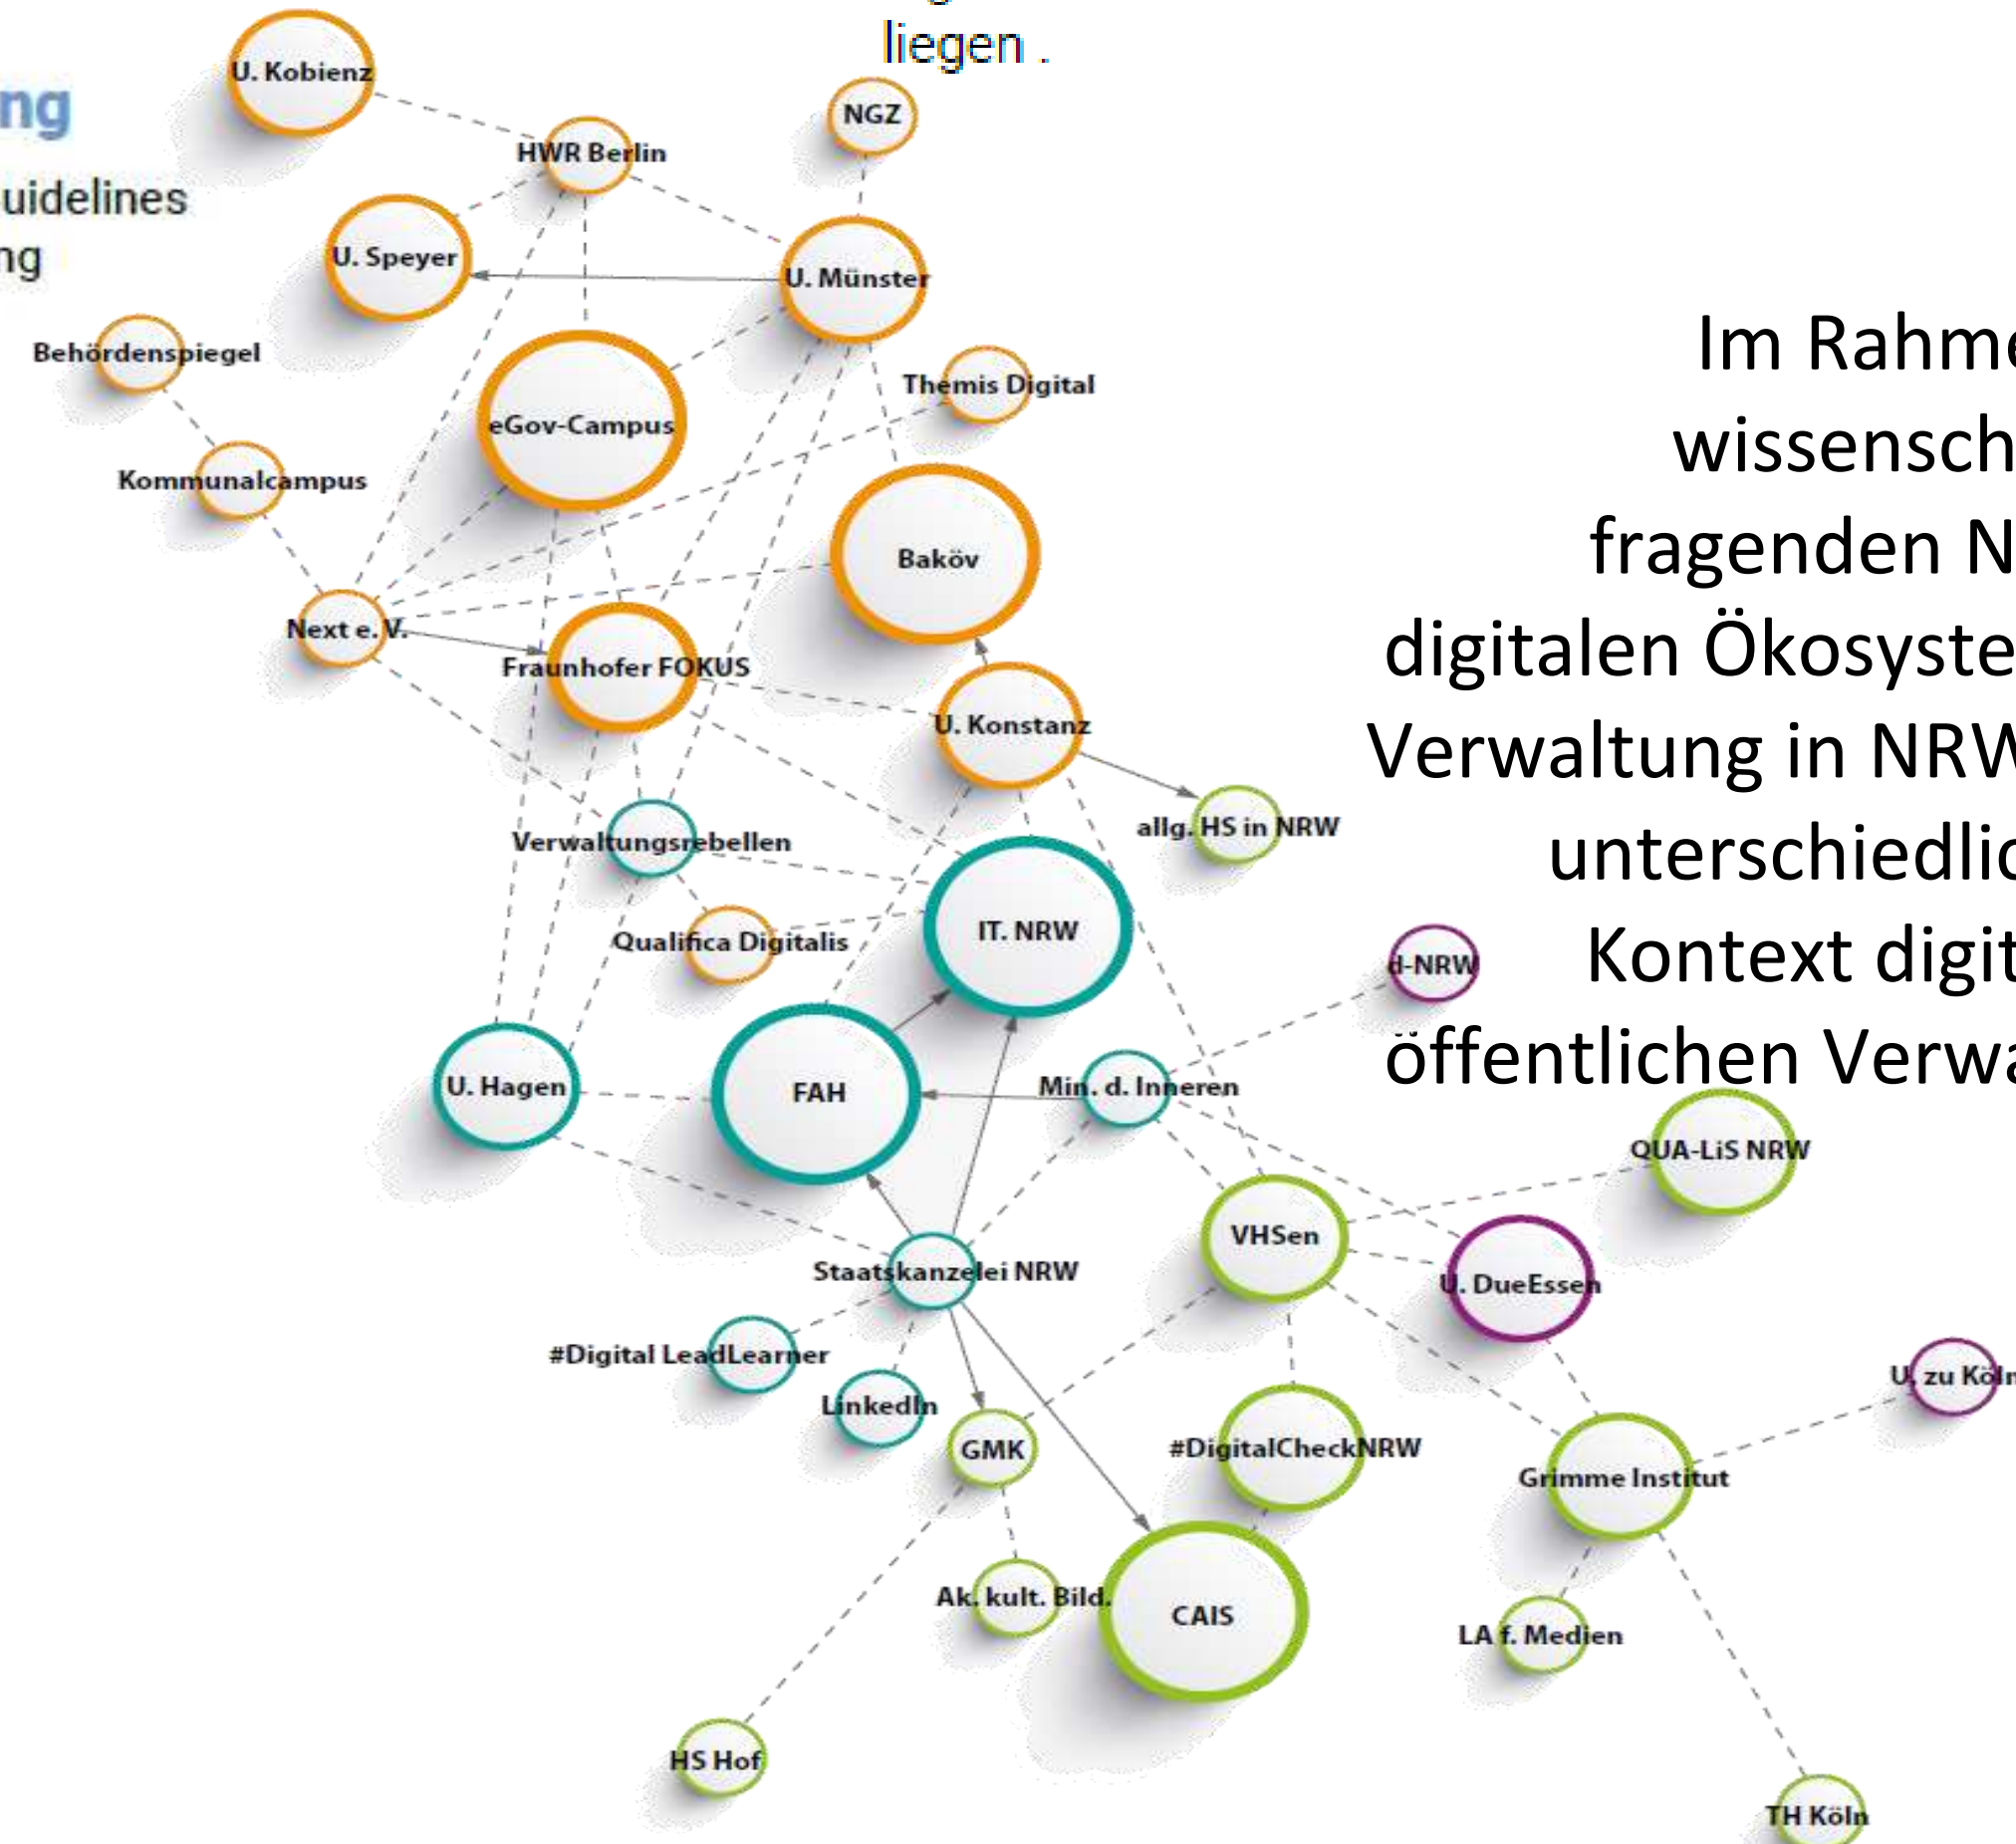 liegen .
ng
uidelines
ng
U. Kobienz
NGZ
HWR Berlin
U. Speyer
U. Münster
Behördenspiegel
Themis Digital
eGov-Campus
Kommunalcampus
Baköv
Next e. V.
Fraunhofer FOKUS
U. Konstanz
allg. HS in NRW
Verwaltungsrebellen
IT. NRW
Qualifica Digitalis
d-NRW
U. Hagen
FAH
Min. d. Inneren
QUA-LiS NRW
VHSen
Staatskanzelei NRW
U. DueEssen
#Digital LeadLearner
U. zu Köln
LinkedIn
GMK
#DigitalCheckNRW
Grimme Institut
Ak. kult. Bild.
CAIS
LA f. Medien
HS Hof
TH Köln
Im Rahme
wissensch
fragenden N
digitalen Ökosyste
Verwaltung in NRW
unterschiedlic
Kontext digit
öffentlichen Verwa